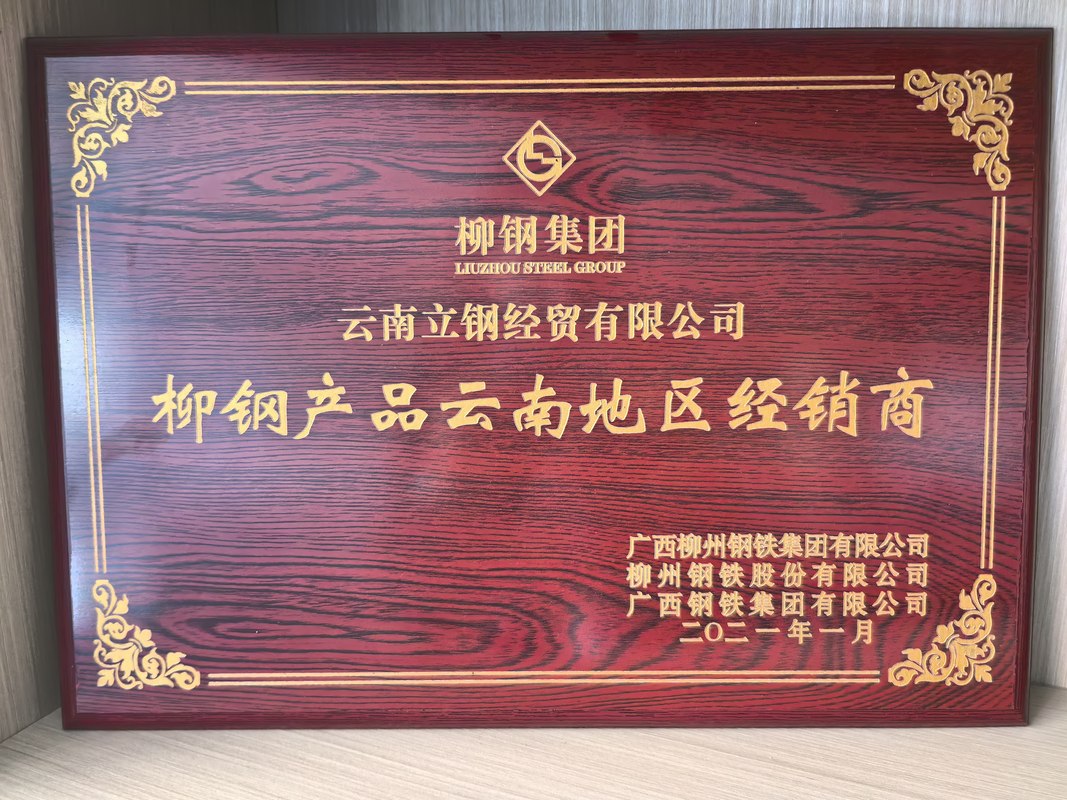 柳钢集团
LIUZHOU STEEL GROUP
云南立钢经贸有限公司
柳钢产品云南地区经销商
广西柳州钢铁集团有限公司
柳州钢铁股份有限公司
广西钢铁集团有限公司
二〇二一年一月